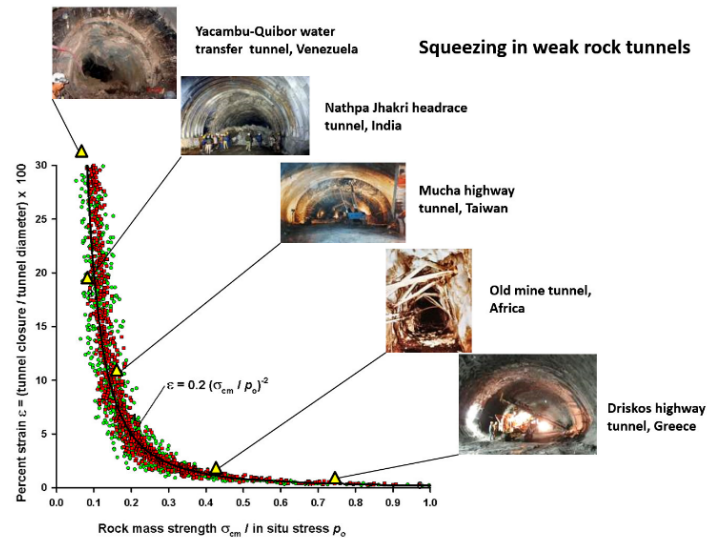 Yacambu-Quibor water
transfer tunnel, Venezuela
Squeezing in weak rock tunnels
Nathpa Jhakri headrace
tunnel, India
Mucha highway
tunnel, Taiwan
Old mine tunnel,
Africa
Driskos highway
tunnel, Greece
Percent strain ε = (tunnel closure / tunnel diameter) x 100
30
25
20
15
10
5
0
ε = 0.2 (σcm / po)-2
0.0 0.1 0.2 0.3 0.4 0.5 0.6 0.7 0.8 0.9 1.0
Rock mass strength σcm / in situ stress po